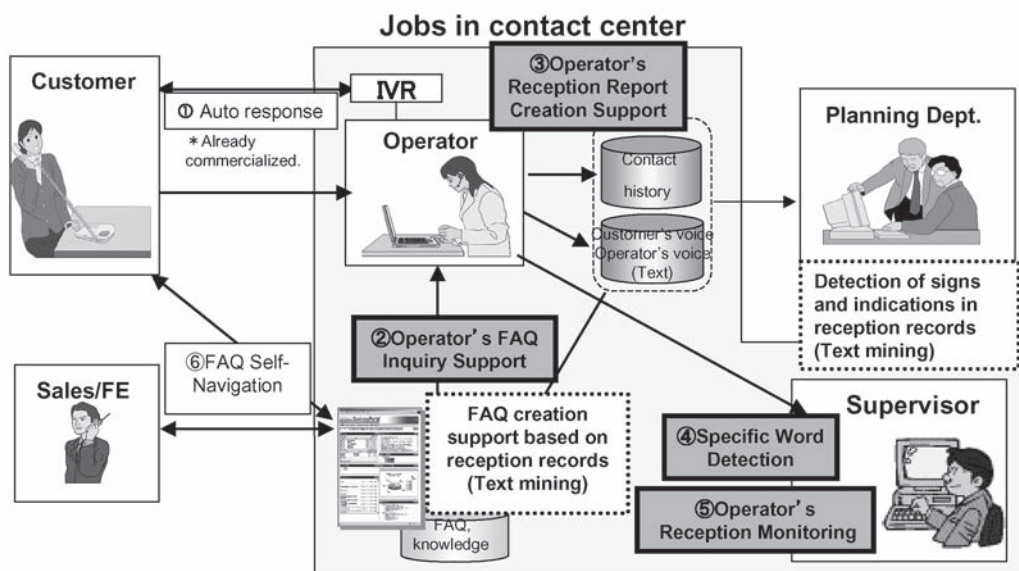 Jobs in contact center
Customer
① Auto response
* Already
commercialized.
IVR
Operator
③Operator's
Reception Report
Creation Support
Contact
history
Customer's voice
Operator's voice
(Text)
Planning Dept.
Detection of signs
and indications in
reception records
(Text mining)
②Operator's FAQ
Inquiry Support
⑥FAQ Self-
Navigation
Sales/FE
FAQ creation
support based on
reception records
(Text mining)
FAQ,
knowledge
Supervisor
④Specific Word
Detection
⑤Operator's
Reception Monitoring